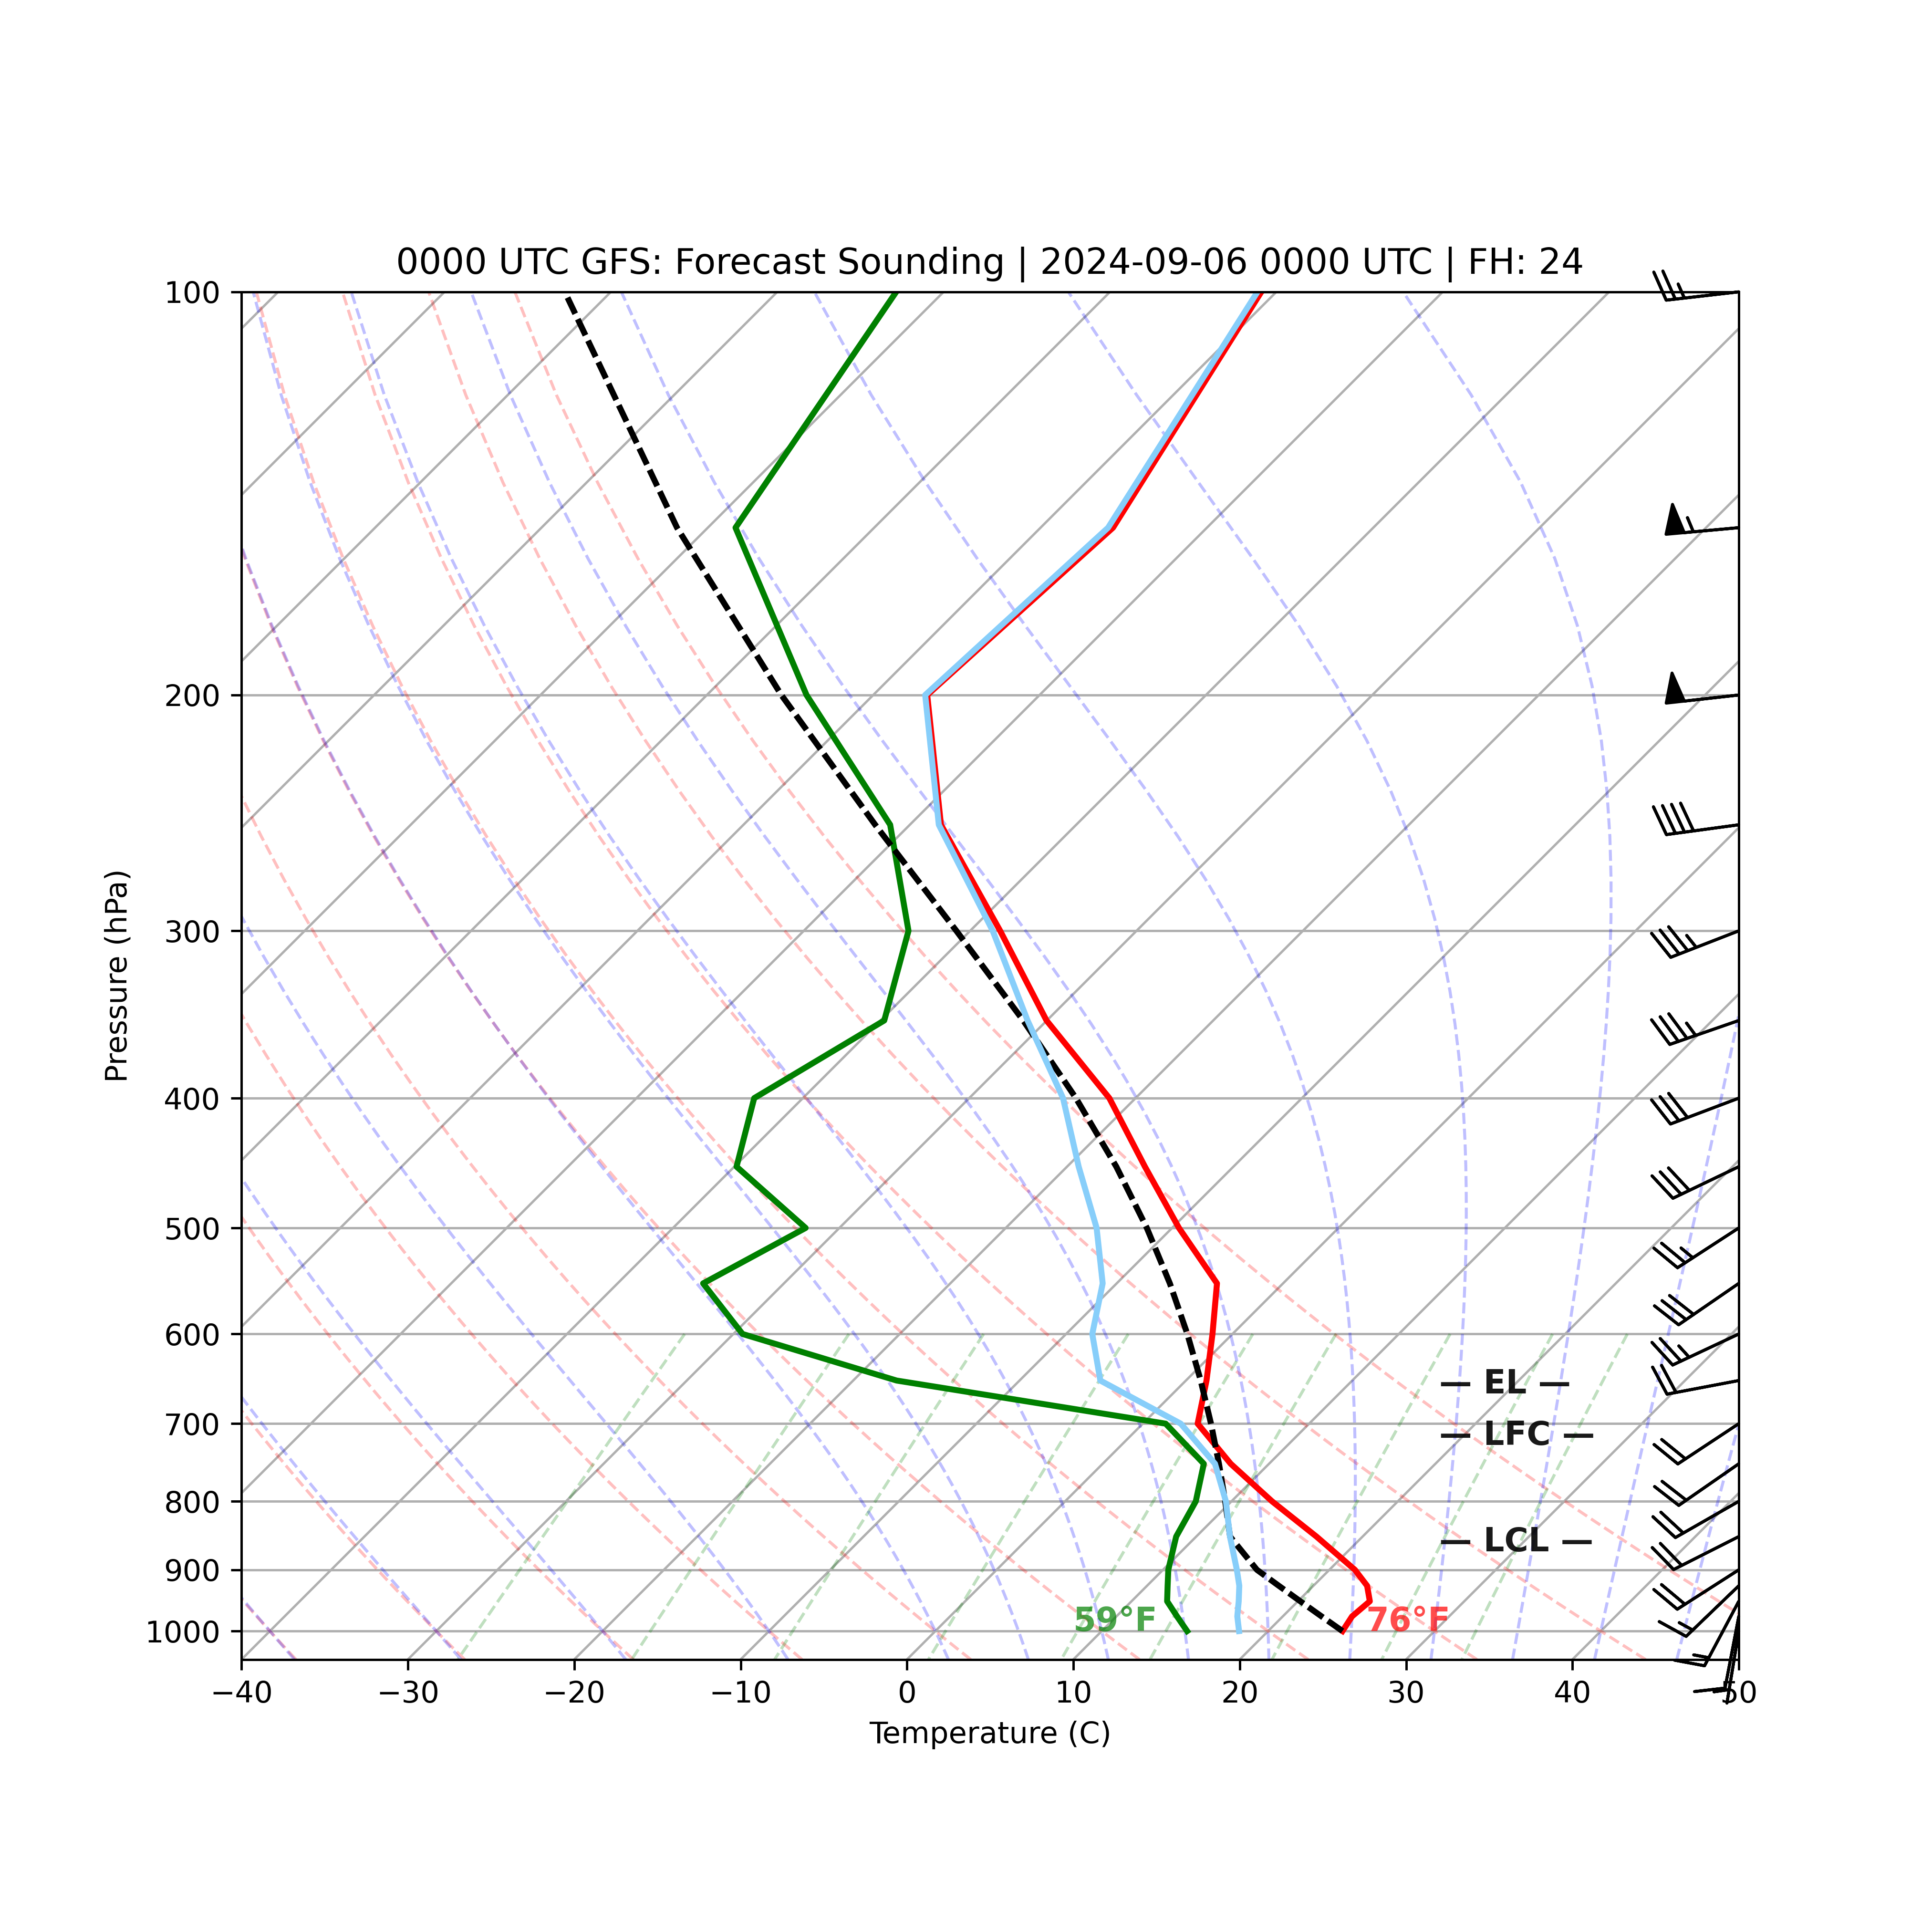 0000 UTC GFS: Forecast Sounding | 2024-09-06 0000 UTC | FH: 24
100
200
300
400
500
600
700
800
900
1000
Pressure (hPa)
— EL —
— LFC —
— LCL —
59°F
76°F
−40 −30 −20 −10 0 10 20 30 40 50
Temperature (C)